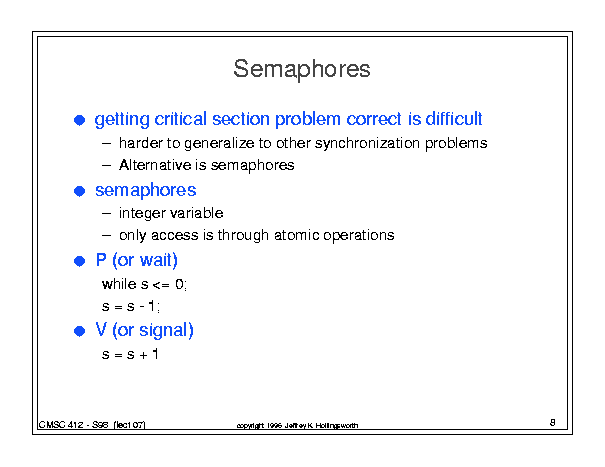 Semaphores
● getting critical section problem correct is difficult
– harder to generalize to other synchronization problems
– Alternative is semaphores
● semaphores
– integer variable
– only access is through atomic operations
● P (or wait)
while s <= 0;
s = s - 1;
● V (or signal)
s = s + 1
CMSC 412 - S98 (lect 07)
copyright 1996 Jeffrey K. Hollingsworth
8